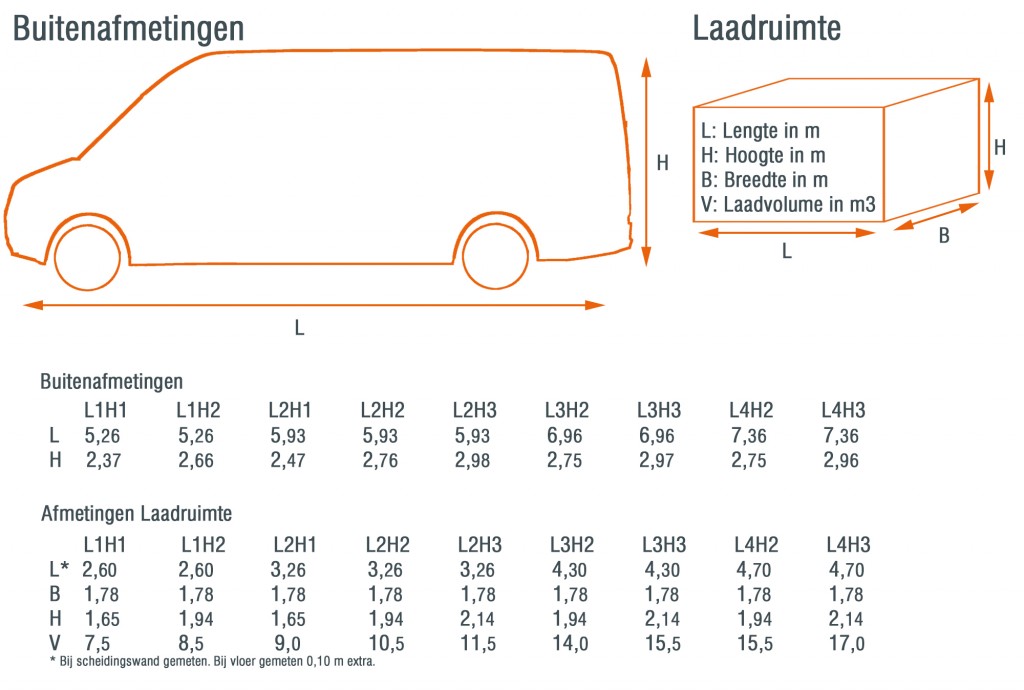 Buitenafmetingen
Laadruimte
H
L: Lengte in m
H: Hoogte in m
B: Breedte in m
V: Laadvolume in m3
H
B
L
L
Buitenafmetingen
L1H1 L1H2 L2H1 L2H2 L2H3 L3H2 L3H3 L4H2 L4H3
L 5,26 5,26 5,93 5,93 5,93 6,96 6,96 7,36 7,36
H 2,37 2,66 2,47 2,76 2,98 2,75 2,97 2,75 2,96
Afmetingen Laadruimte
L1H1 L1H2 L2H1 L2H2 L2H3 L3H2 L3H3 L4H2 L4H3
L* 2,60 2,60 3,26 3,26 3,26 4,30 4,30 4,70 4,70
B 1,78 1,78 1,78 1,78 1,78 1,78 1,78 1,78 1,78
H 1,65 1,94 1,65 1,94 2,14 1,94 2,14 1,94 2,14
V 7,5 8,5 9,0 10,5 11,5 14,0 15,5 15,5 17,0
* Bij scheidingswand gemeten. Bij vloer gemeten 0,10 m extra.